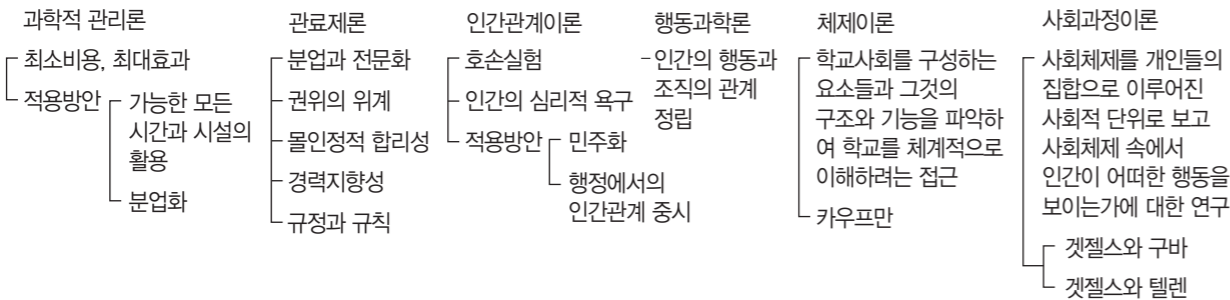 과학적 관리론
최소비용, 최대효과
적용방안
가능한 모든
시간과 시설의
활용
분업화
관료제론
분업과 전문화
권위의 위계
몰인정적 합리성
경력지향성
규정과 규칙
인간관계이론
호손실험
인간의 심리적 욕구
적용방안
민주화
행정에서의
인간관계 중시
행동과학론
인간의 행동과
조직의 관계
정립
체제이론
학교사회를 구성하는
요소들과 그것의
구조와 기능을 파악하
여 학교를 체계적으로
이해하려는 접근
카우프만
사회과정이론
사회체제를 개인들의
집합으로 이루어진
사회적 단위로 보고
사회체제 속에서
인간이 어떠한 행동을
보이는가에 대한 연구
겟젤스와 구바
겟젤스와 텔렌